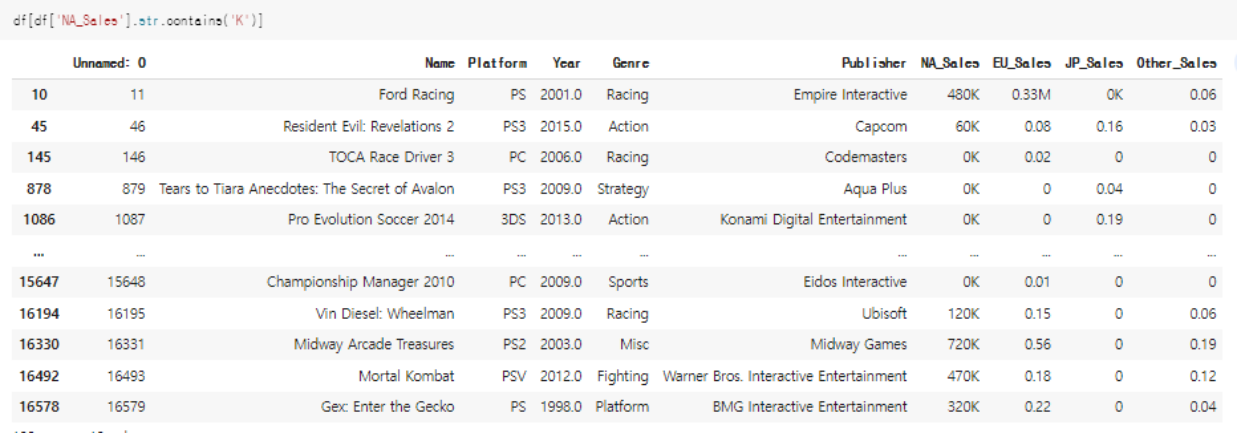 df[df['NA_Sales'].str.contains('K')]
Unnamed: 0 Name Platform Year Genre Publisher NA_Sales EU_Sales JP_Sales Other_Sales
10 11 Ford Racing PS 2001.0 Racing Empire Interactive 480K 0.33M 0K 0.06
45 46 Resident Evil: Revelations 2 PS3 2015.0 Action Capcom 60K 0.08 0.16 0.03
145 146 TOCA Race Driver 3 PC 2006.0 Racing Codemasters 0K 0.02 0 0
878 879 Tears to Tiara Anecdotes: The Secret of Avalon PS3 2009.0 Strategy Aqua Plus 0K 0 0.04 0
1086 1087 Pro Evolution Soccer 2014 3DS 2013.0 Action Konami Digital Entertainment 0K 0 0.19 0
... ... ... ... ... ... ... ... ... ... ...
15647 15648 Championship Manager 2010 PC 2009.0 Sports Eidos Interactive 0K 0.01 0 0
16194 16195 Vin Diesel: Wheelman PS3 2009.0 Racing Ubisoft 120K 0.15 0 0.06
16330 16331 Midway Arcade Treasures PS2 2003.0 Misc Midway Games 720K 0.56 0 0.19
16492 16493 Mortal Kombat PSV 2012.0 Fighting Warner Bros. Interactive Entertainment 470K 0.18 0 0.12
16578 16579 Gex: Enter the Gecko PS 1998.0 Platform BMG Interactive Entertainment 320K 0.22 0 0.04